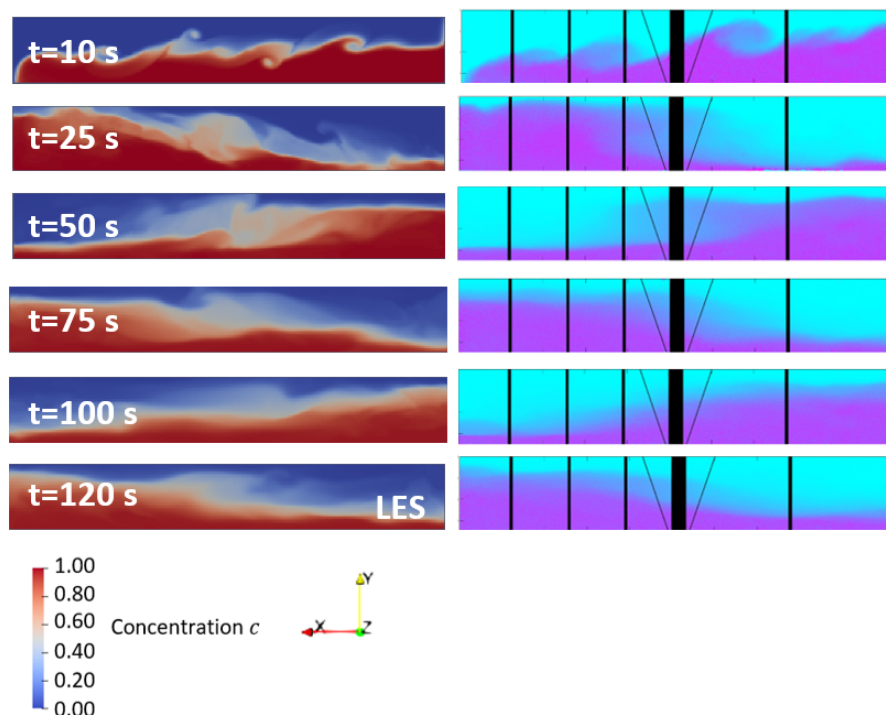 t=10 s
t=25 s
t=50 s
t=75 s
t=100 s
t=120 s
LES
1.00
0.80
0.60
0.40
0.20
0.00
Concentration c
Y
X
Z